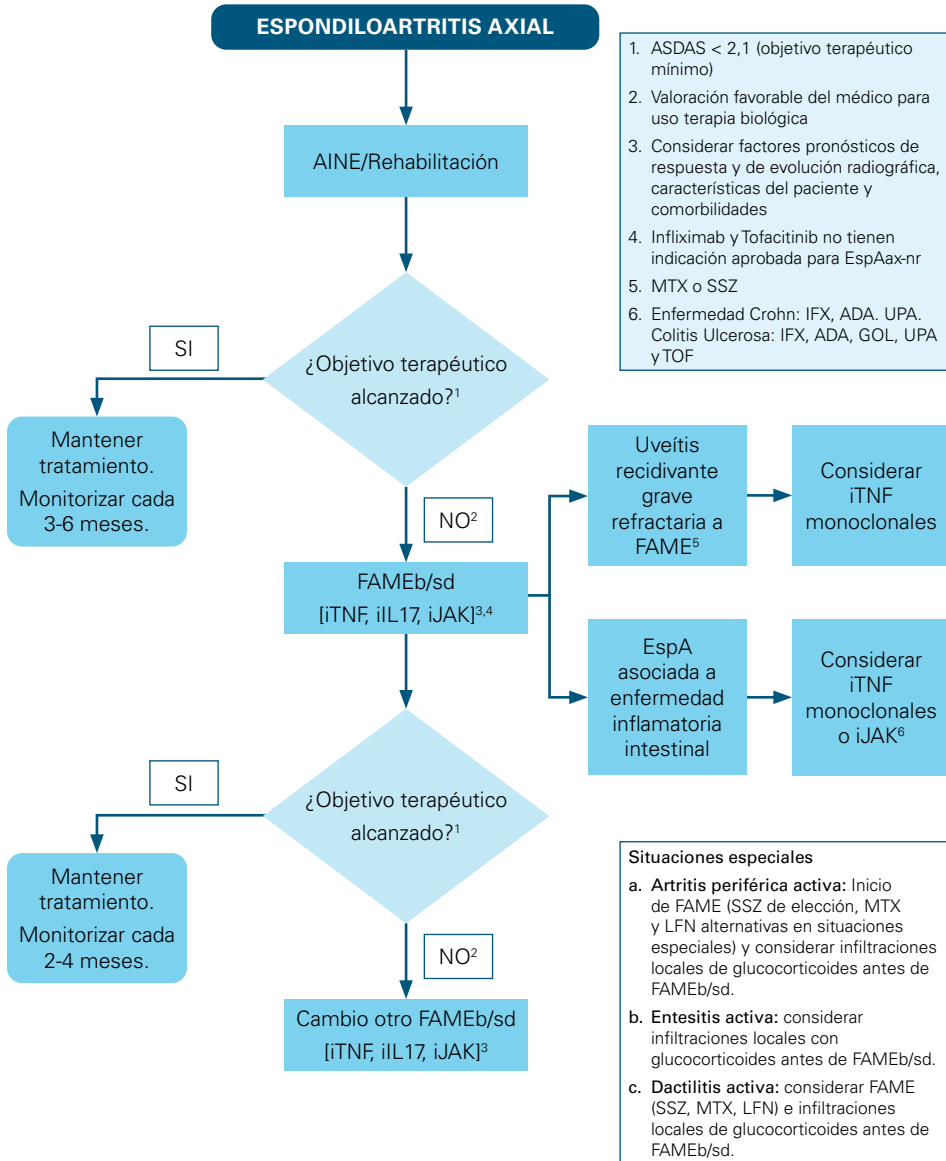 ESPONDILOARTRITIS AXIAL
AINE/Rehabilitación
1. ASDAS < 2,1 (objetivo terapéutico
mínimo)
2. Valoración favorable del médico para
uso terapia biológica
3. Considerar factores pronósticos de
respuesta y de evolución radiográfica,
características del paciente y
comorbilidades
4. Infliximab y Tofacitinib no tienen
indicación aprobada para EspAax-nr
5. MTX o SSZ
6. Enfermedad Crohn: IFX, ADA. UPA.
Colitis Ulcerosa: IFX, ADA, GOL, UPA
y TOF
¿Objetivo terapéutico
alcanzado?¹
SI
Mantener
tratamiento.
Monitorizar cada
3-6 meses.
NO²
FAMEb/sd
[iTNF, iIL17, iJAK]³,⁴
Uveítis
recidivante
grave
refractaria a
FAME⁵
Considerar
iTNF
monoclonales
EspA
asociada a
enfermedad
inflamatoria
intestinal
Considerar
iTNF
monoclonales
o iJAK⁶
¿Objetivo terapéutico
alcanzado?¹
SI
Mantener
tratamiento.
Monitorizar cada
2-4 meses.
NO²
Cambio otro FAMEb/sd
[iTNF, iIL17, iJAK]³
Situaciones especiales
a. Artritis periférica activa: Inicio
de FAME (SSZ de elección, MTX
y LFN alternativas en situaciones
especiales) y considerar infiltraciones
locales de glucocorticoides antes de
FAMEb/sd.
b. Entesitis activa: considerar
infiltraciones locales con
glucocorticoides antes de FAMEb/sd.
c. Dactilitis activa: considerar FAME
(SSZ, MTX, LFN) e infiltraciones
locales de glucocorticoides antes de
FAMEb/sd.